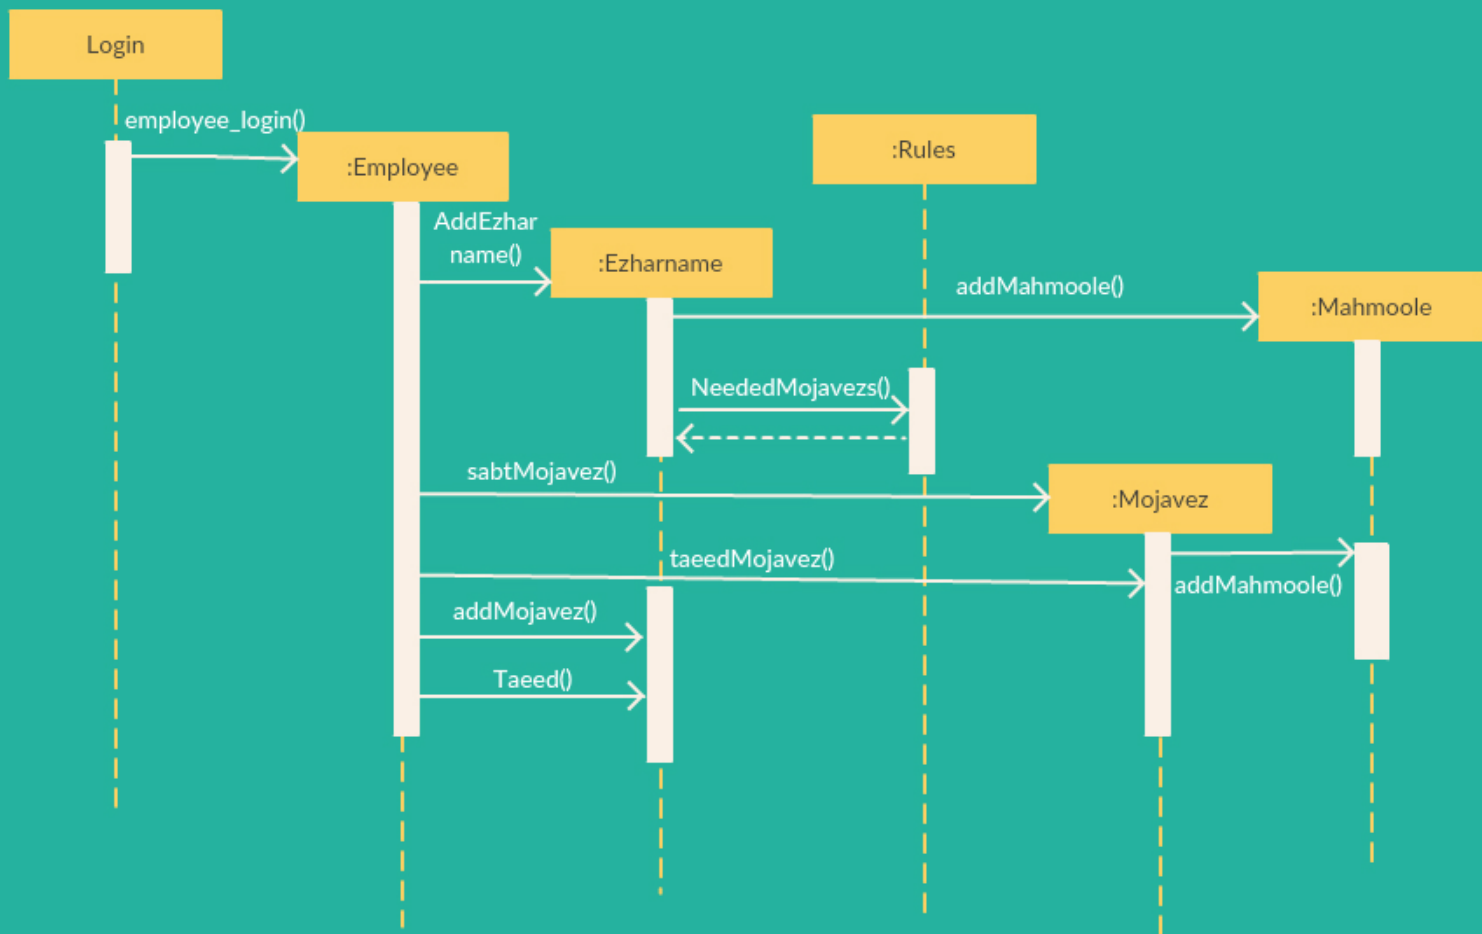 Login
employee_login()
:Employee
:Rules
AddEzhar
name()
:Ezharname
addMahmoole()
:Mahmoole
NeededMojavezs()
sabtMojavez()
:Mojavez
taeedMojavez()
addMahmoole()
addMojavez()
Taeed()